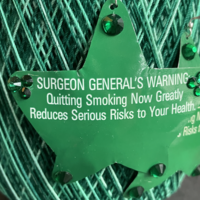 SURGEON GENERAL'S WARNING
Quitting Smoking Now Greatly
Reduces Serious Risks to Your Health.